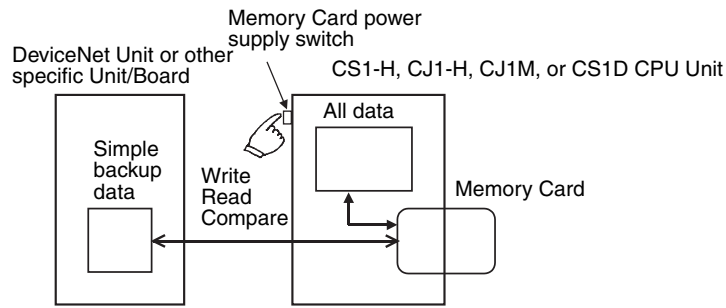 Memory Card power
supply switch
DeviceNet Unit or other
specific Unit/Board
CS1-H, CJ1-H, CJ1M, or CS1D CPU Unit
All data
Simple
backup
data
Write
Read
Compare
Memory Card